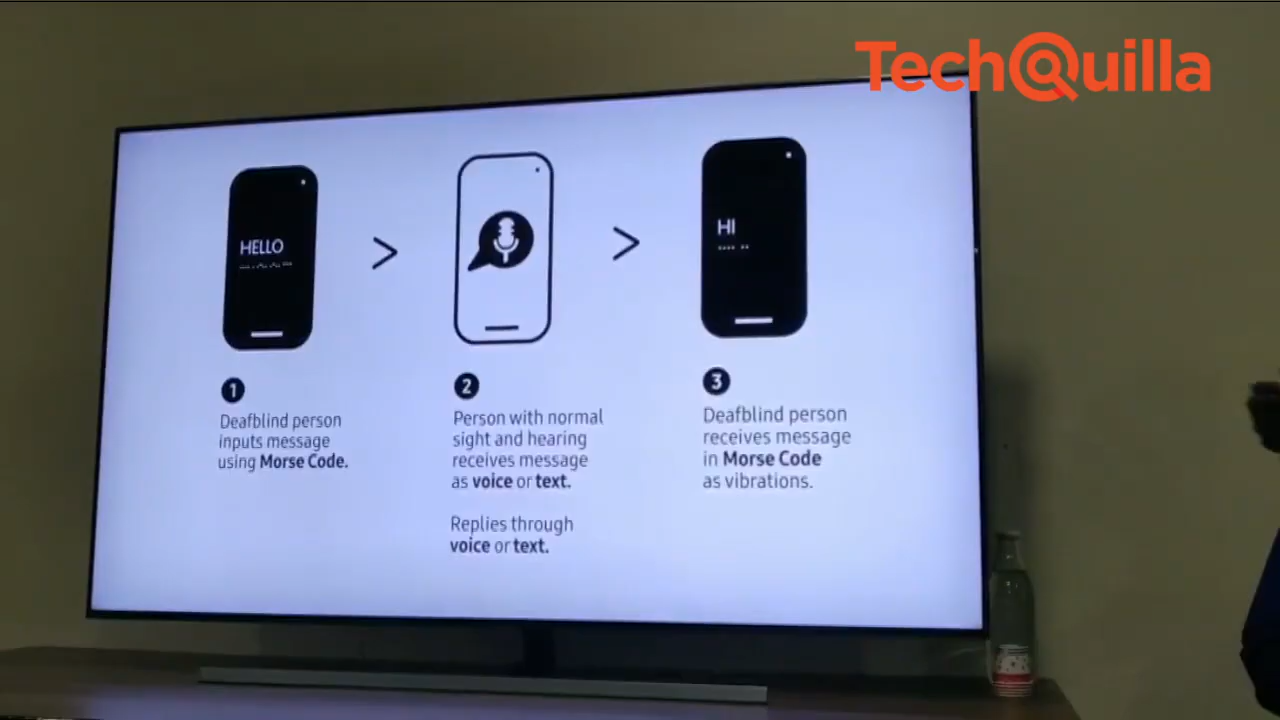 TechQuilla
HELLO
>
>
HI
.... ..
1
Deafblind person
inputs message
using Morse Code.
2
Person with normal
sight and hearing
receives message
as voice or text.
Replies through
voice or text.
3
Deafblind person
receives message
in Morse Code
as vibrations.